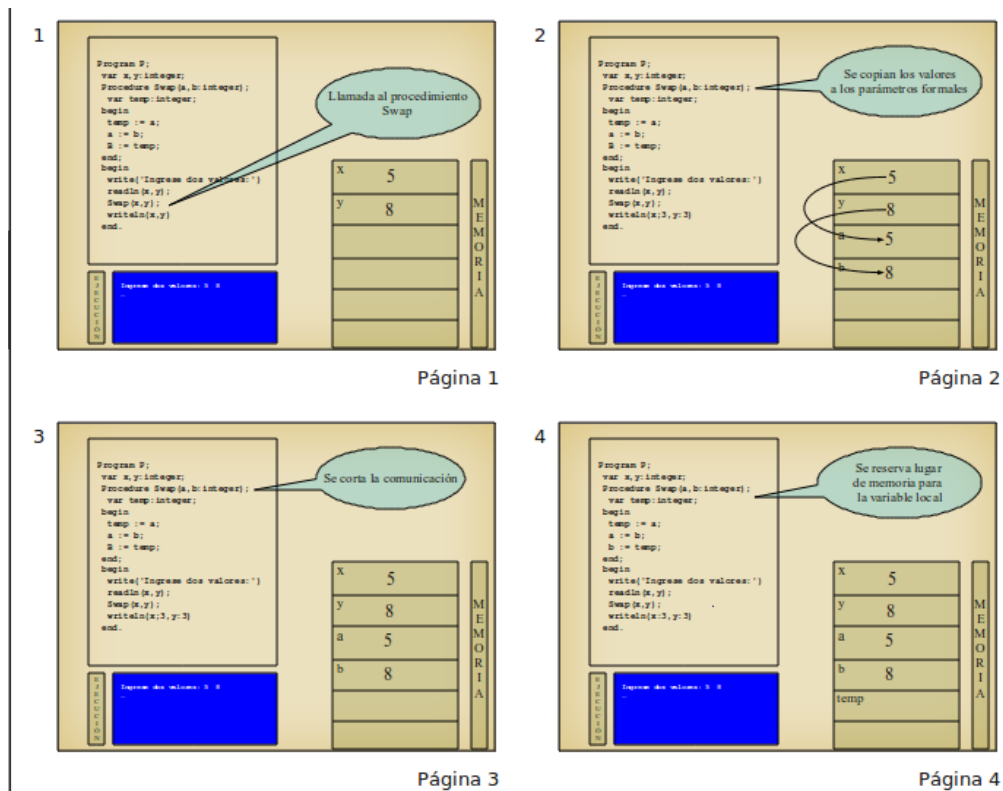 1
Program P;
var x,y:integer;
Procedure Swap(a,b:integer);
var temp:integer;
begin
temp := a;
a := b;
B := temp;
end;
begin
write('Ingrese dos valores:')
readln(x,y);
Swap(x,y);
writeln(x,y)
end.
Llamada al procedimiento
Swap
x 5
y 8
MEMORIA
EJECUCIÓN
Ingrese dos valores: 5 8
_
Página 1
2
Program P;
var x,y:integer;
Procedure Swap(a,b:integer);
var temp:integer;
begin
temp := a;
a := b;
B := temp;
end;
begin
write('Ingrese dos valores:')
readln(x,y);
Swap(x,y);
writeln(x;3,y:3)
end.
Se copian los valores
a los parámetros formales
x 5
y 8
a 5
b 8
MEMORIA
EJECUCIÓN
Ingrese dos valores: 5 8
_
Página 2
3
Program P;
var x,y:integer;
Procedure Swap(a,b:integer);
var temp:integer;
begin
temp := a;
a := b;
B := temp;
end;
begin
write('Ingrese dos valores:')
readln(x,y);
Swap(x,y);
writeln(x;3,y:3)
end.
Se corta la comunicación
x 5
y 8
a 5
b 8
MEMORIA
EJECUCIÓN
Ingrese dos valores: 5 8
_
Página 3
4
Program P;
var x,y:integer;
Procedure Swap(a,b:integer);
var temp:integer;
begin
temp := a;
a := b;
b := temp;
end;
begin
write('Ingrese dos valores:')
readln(x,y);
Swap(x,y);
writeln(x:3,y:3)
end.
Se reserva lugar
de memoria para
la variable local
x 5
y 8
a 5
b 8
temp
MEMORIA
EJECUCIÓN
Ingrese dos valores: 5 8
_
Página 4